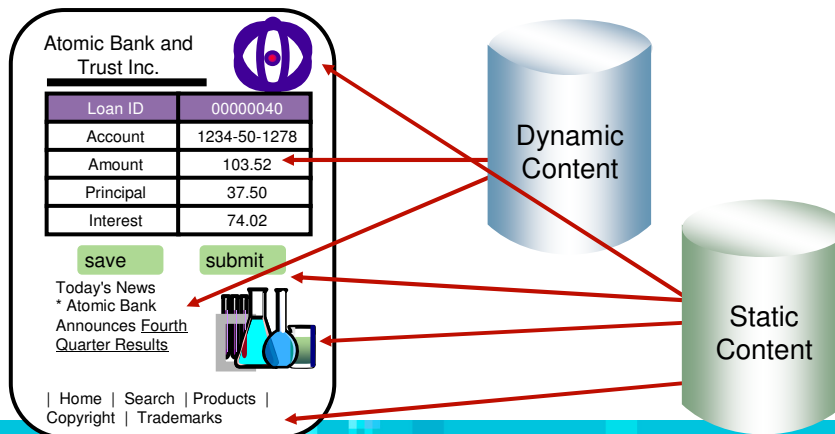 Atomic Bank and
Trust Inc.
Loan ID 00000040
Account 1234-50-1278
Amount 103.52
Principal 37.50
Interest 74.02
save submit
Today's News
* Atomic Bank
Announces Fourth
Quarter Results
| Home | Search | Products |
Copyright | Trademarks
Dynamic
Content
Static
Content